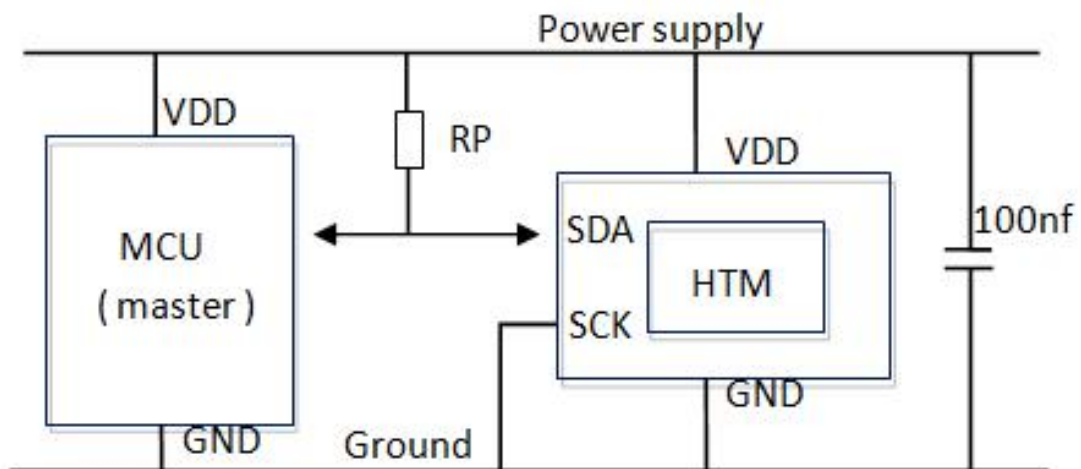 Power supply
VDD
RP
VDD
MCU
( master )
SDA
HTM
SCK
100nf
GND
GND
Ground